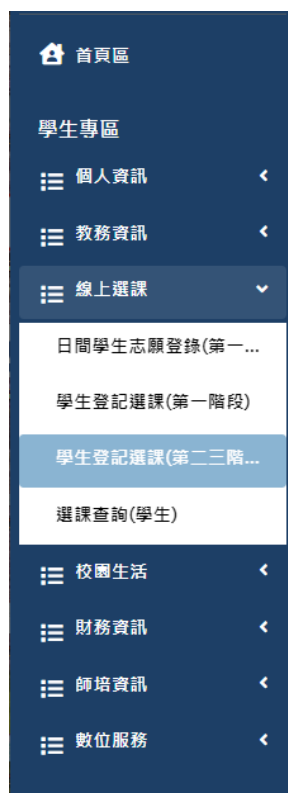 首頁區
學生專區
個人資訊
教務資訊
線上選課
日間學生志願登錄(第一...
學生登記選課(第一階段)
學生登記選課(第二三階...
選課查詢(學生)
校園生活
財務資訊
師培資訊
數位服務